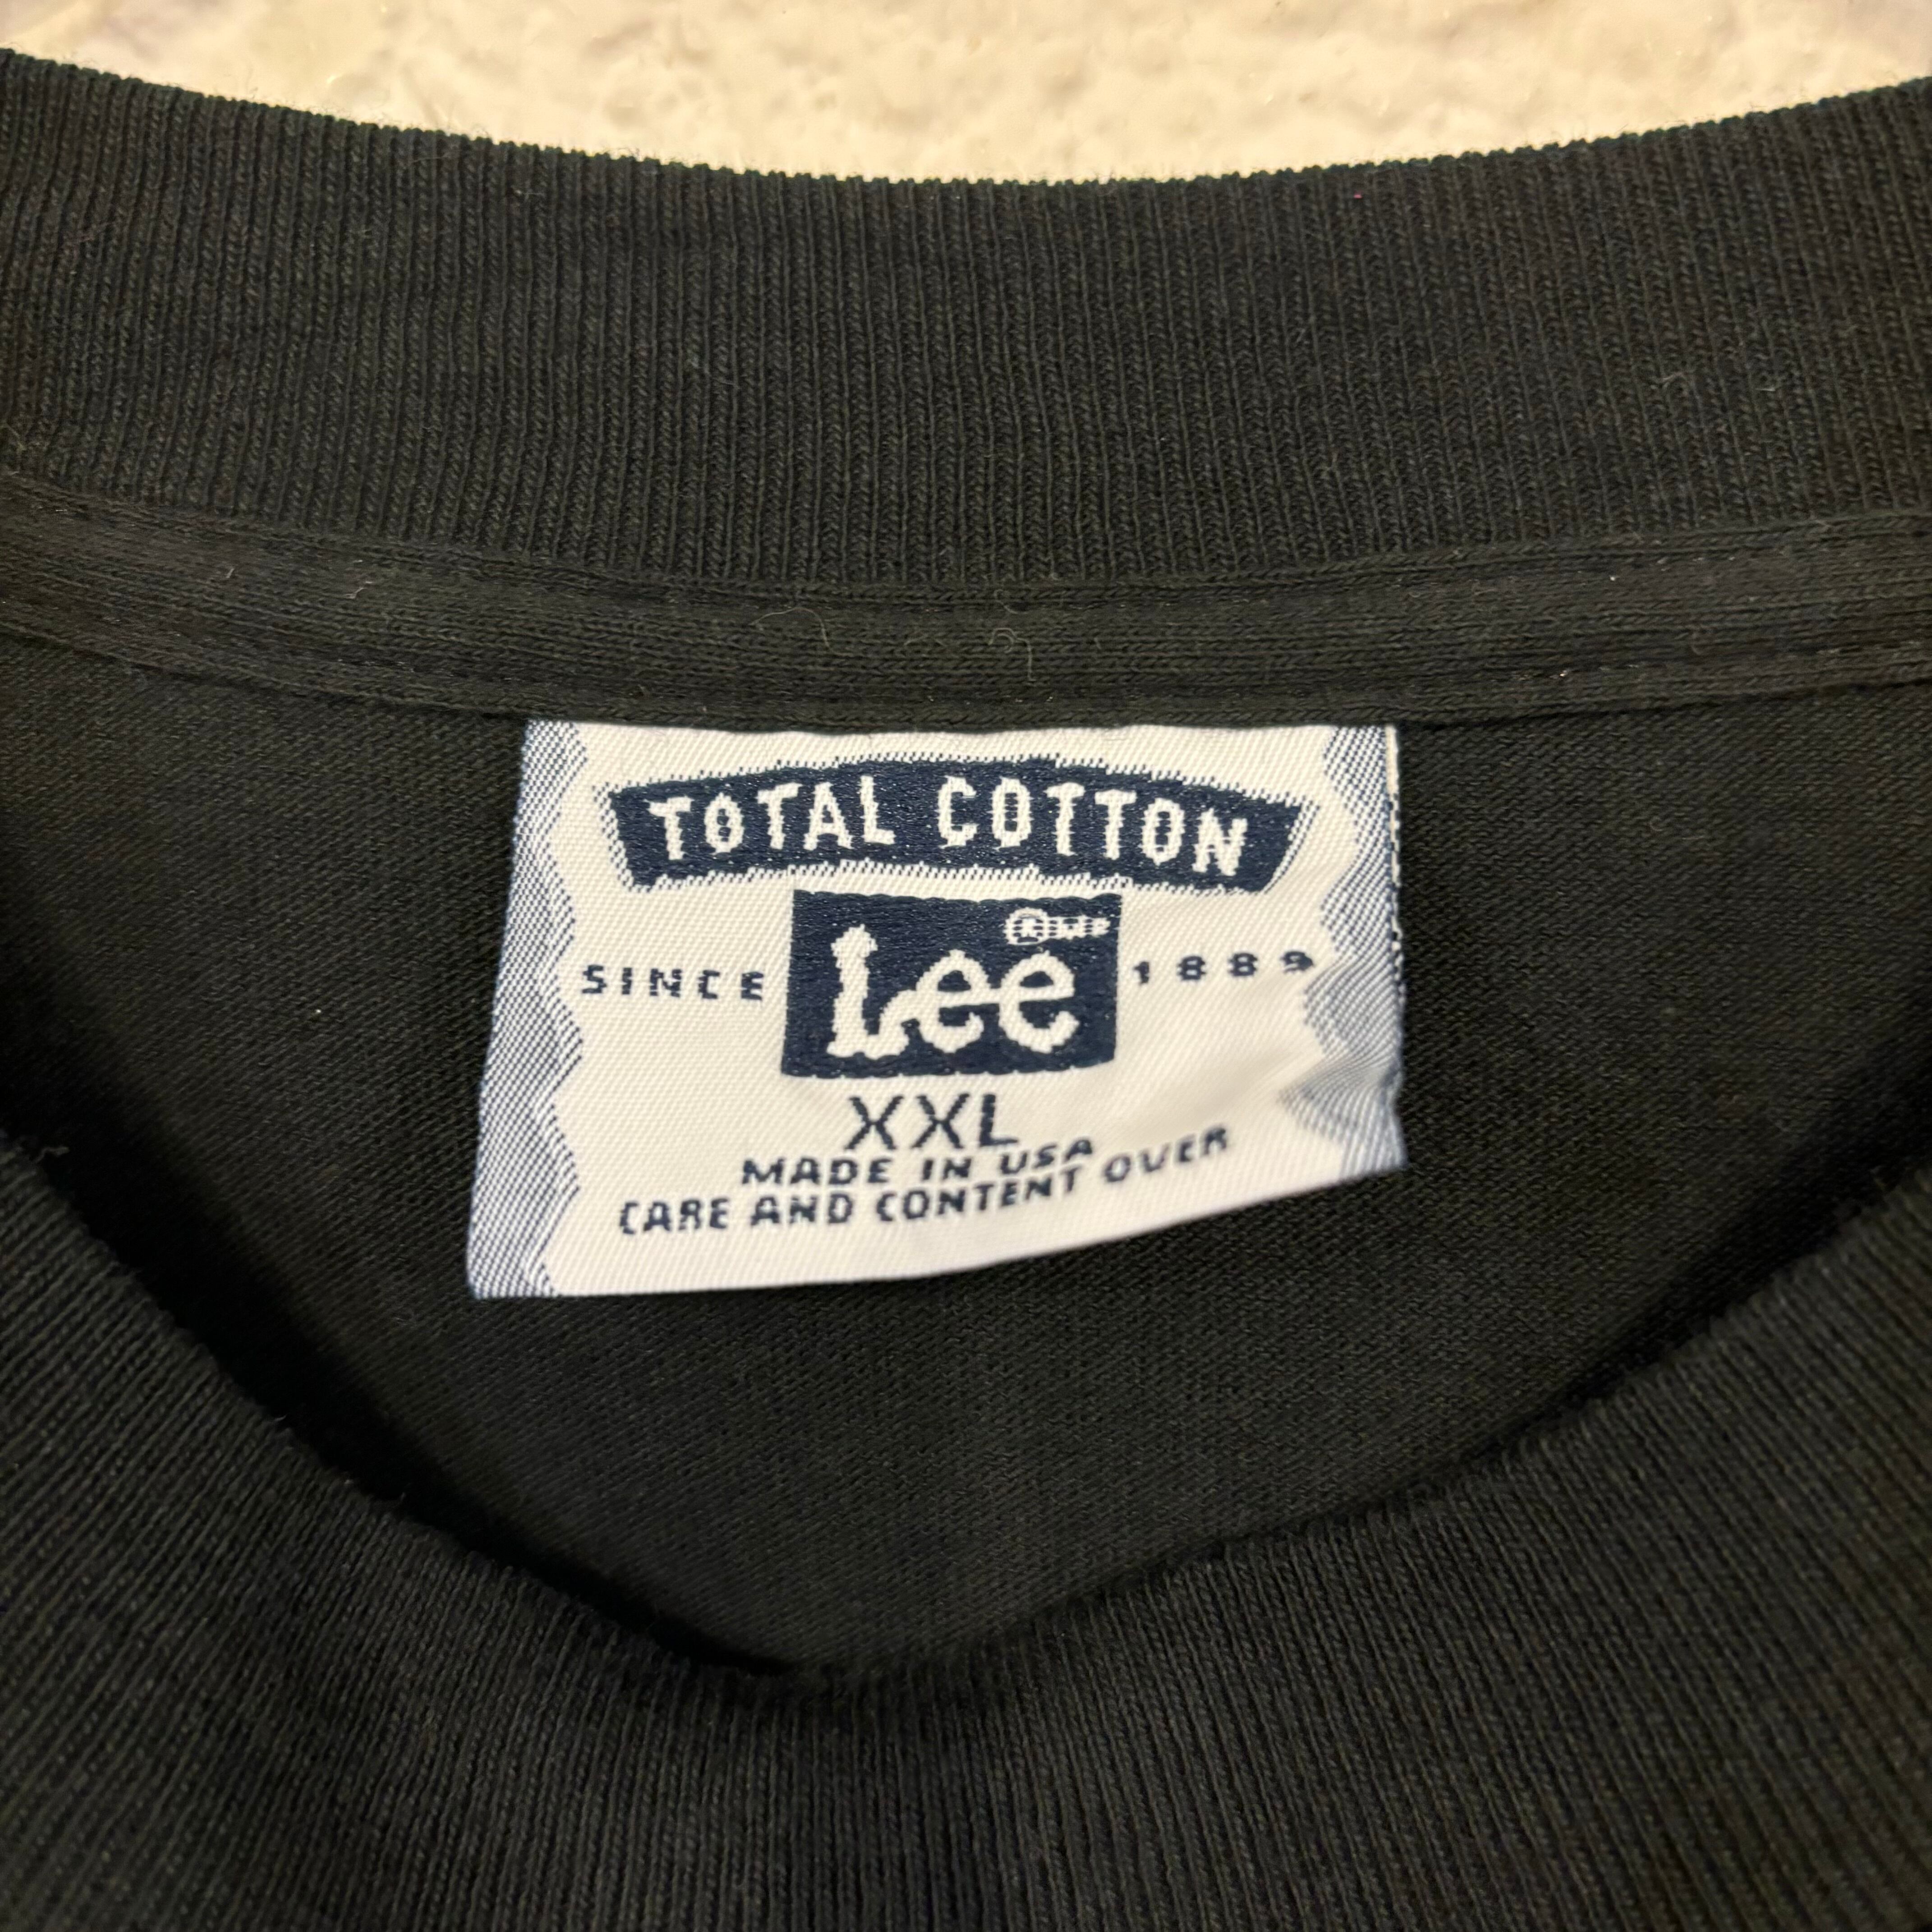 TOTAL COTTON
SINCE Lee® 1889
XXL
MADE IN USA
CARE AND CONTENT OVER